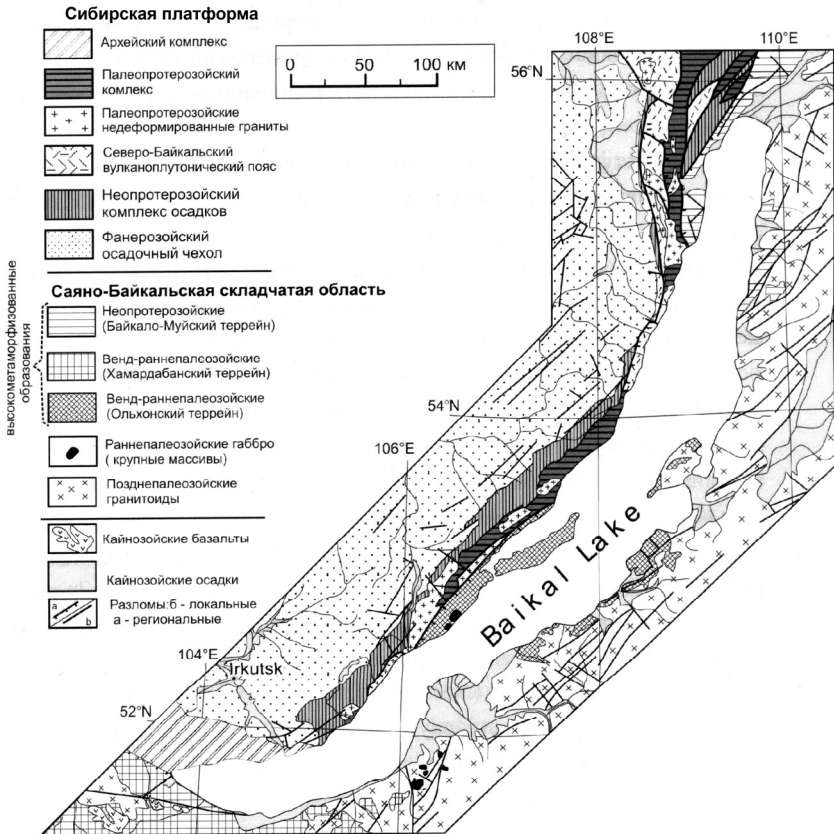 Сибирская платформа
Архейский комплекс
Палеопротерозойский
комлекс
Палеопротерозойские
недеформированные граниты
Северо-Байкальский
вулканоплутонический пояс
Неопротерозойский
комплекс осадков
Фанерозойский
осадочный чехол
Саяно-Байкальская складчатая область
высокометаморфизованные
образования
Неопротерозойские
(Байкало-Муйский террейн)
Венд-раннепалеозойские
(Хамардабанский террейн)
Венд-раннепалеозойские
(Ольхонский террейн)
Раннепалеозойские габбро
( крупные массивы)
Позднепалеозойские
гранитоиды
Кайнозойские базальты
Кайнозойские осадки
a
b
Разломы:б - локальные
а - региональные
0 50 100 км
108°E
110°E
56°N
54°N
106°E
104°E
Irkutsk
52°N
Baikal Lake